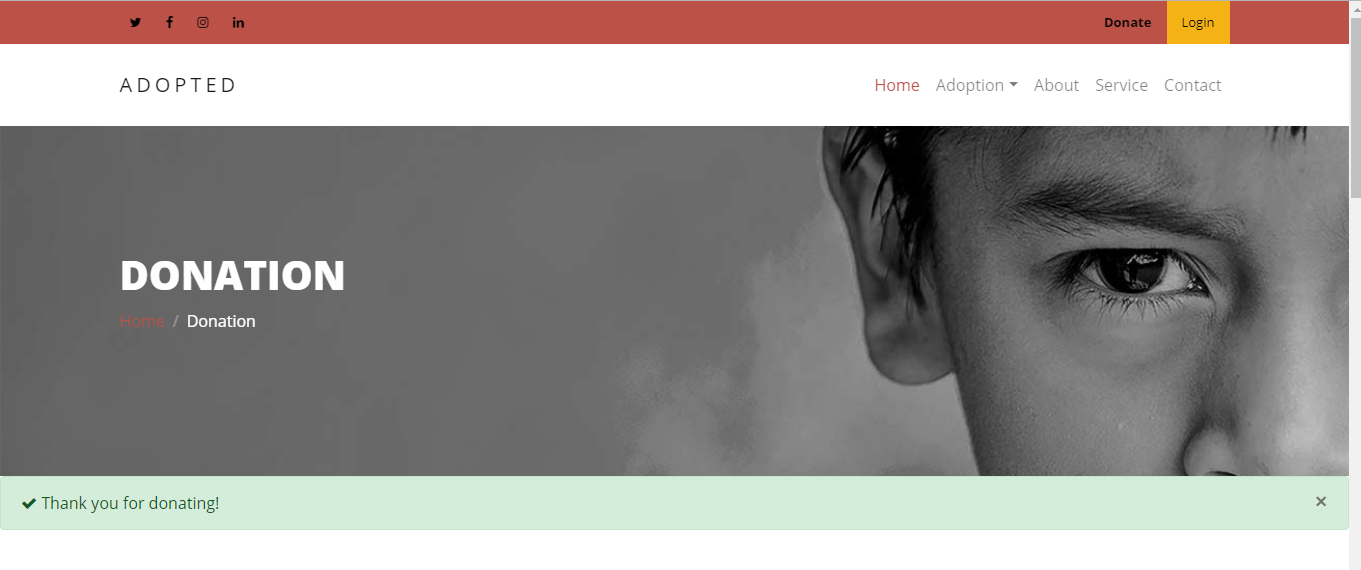 Donate
Login
ADOPTED
Home
Adoption
About
Service
Contact
DONATION
Home / Donation
Thank you for donating!